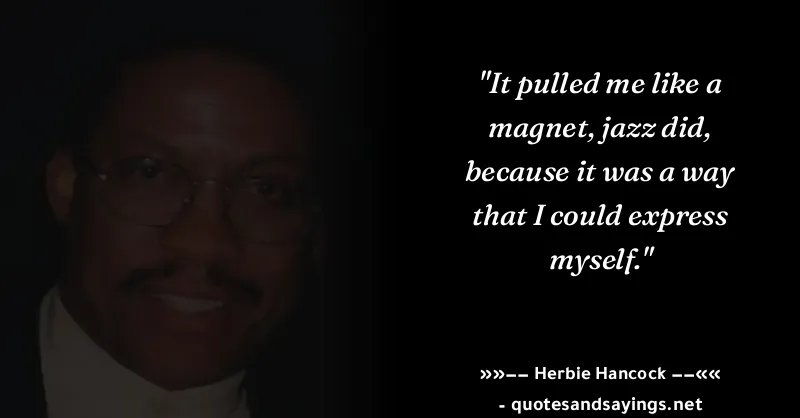 "It pulled me like a
magnet, jazz did,
because it was a way
that I could express
myself."
»»–– Herbie Hancock ––««
- quotesandsayings.net